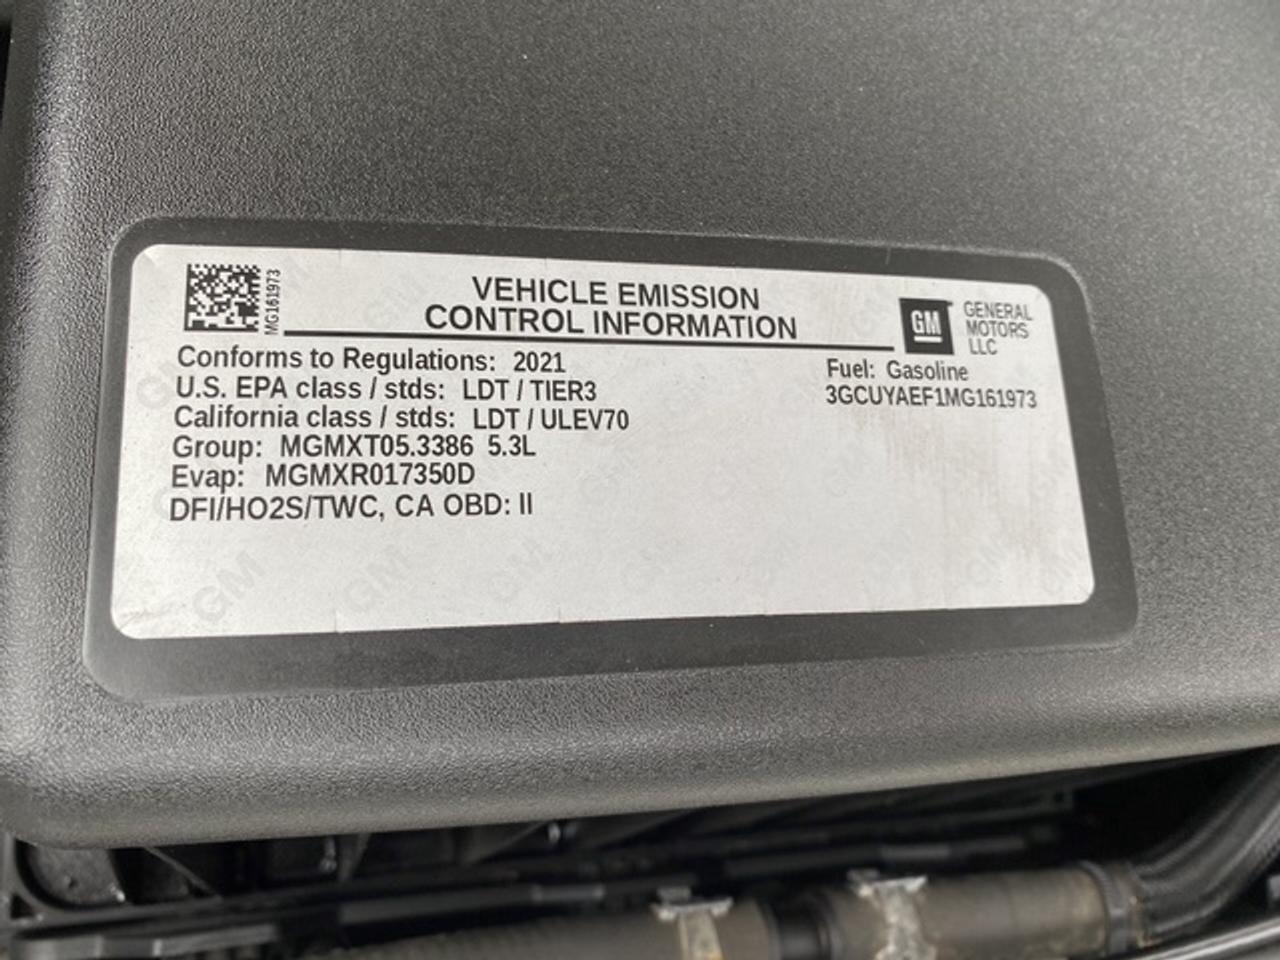 MG161973
VEHICLE EMISSION
CONTROL INFORMATION
GM
GENERAL
MOTORS
LLC
Conforms to Regulations: 2021
U.S. EPA class / stds: LDT / TIER3
California class / stds: LDT / ULEV70
Group: MGMXT05.3386 5.3L
Evap: MGMXR017350D
DFI/HO2S/TWC, CA OBD: II
Fuel: Gasoline
3GCUYAEF1MG161973